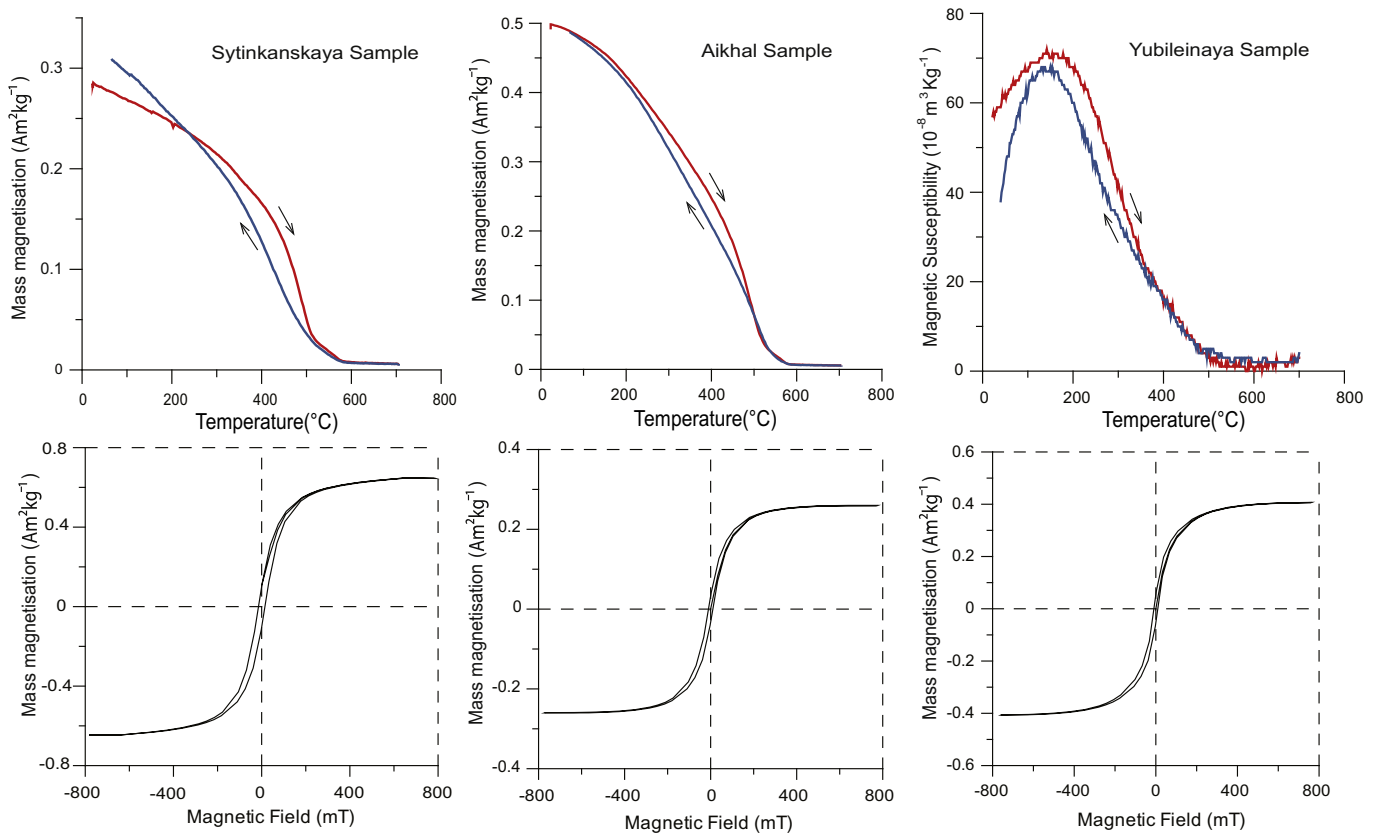 Sytinkanskaya Sample
Mass magnetisation (Am²kg⁻¹)
0.3
0.2
0.1
0
0 200 400 600 800
Temperature(°C)
Aikhal Sample
Mass magnetisation (Am²kg⁻¹)
0.5
0.4
0.3
0.2
0.1
0
0 200 400 600 800
Temperature(°C)
Yubileinaya Sample
Magnetic Susceptibility (10⁻⁸ m³ Kg⁻¹)
80
60
40
20
0
0 200 400 600 800
Temperature(°C)
Mass magnetisation (Am²kg⁻¹)
0.8
0.4
0
-0.4
-0.8
-800 -400 0 400 800
Magnetic Field (mT)
Mass magnetisation (Am²kg⁻¹)
0.4
0.2
0
-0.2
-0.4
-800 -400 0 400 800
Magnetic Field (mT)
Mass magnetisation (Am²kg⁻¹)
0.6
0.4
0.2
0
-0.2
-0.4
-0.6
-800 -400 0 400 800
Magnetic Field (mT)